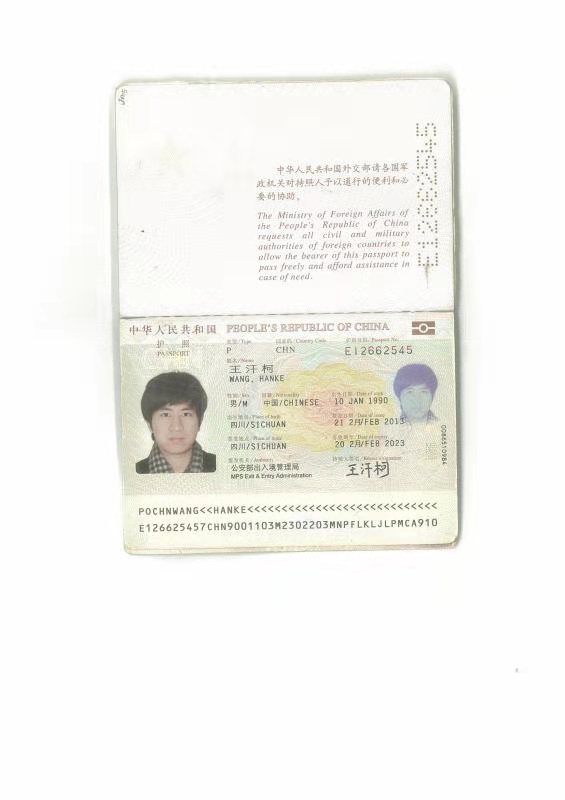 Sun
E12662545
中华人民共和国外交部请各国军
政机关对持照人予以通行的便利和必
要的协助。
The Ministry of Foreign Affairs of
the People's Republic of China
requests all civil and military
authorities of foreign countries to
allow the bearer of this passport to
pass freely and afford assistance in
case of need.
中华人民共和国 PEOPLE'S REPUBLIC OF CHINA
护照
PASSPORT
类型/Type 国家码/Country Code 护照号码/Passport No.
P CHN E12662545
姓名/Name
王汗柯
WANG, HANKE
性别/Sex 国籍/Nationality 出生日期/Date of birth
男/M 中国/CHINESE 10 JAN 1990
出生地点/Place of birth 签发日期/Date of issue
四川/SICHUAN 21 2月/FEB 2013
签发地点/Place of issue 有效期至/Date of expiry
四川/SICHUAN 20 2月/FEB 2023
签发机关/Authority 持照人签名/Bearer's signature
公安部出入境管理局
MPS Exit & Entry Administration
王汗柯
POCHNWANG<<HANKE<<<<<<<<<<<<<<<<<<<<<<<<<<<<
E126625457CHN9001103M2302203MNPFLKLJLPMCA910